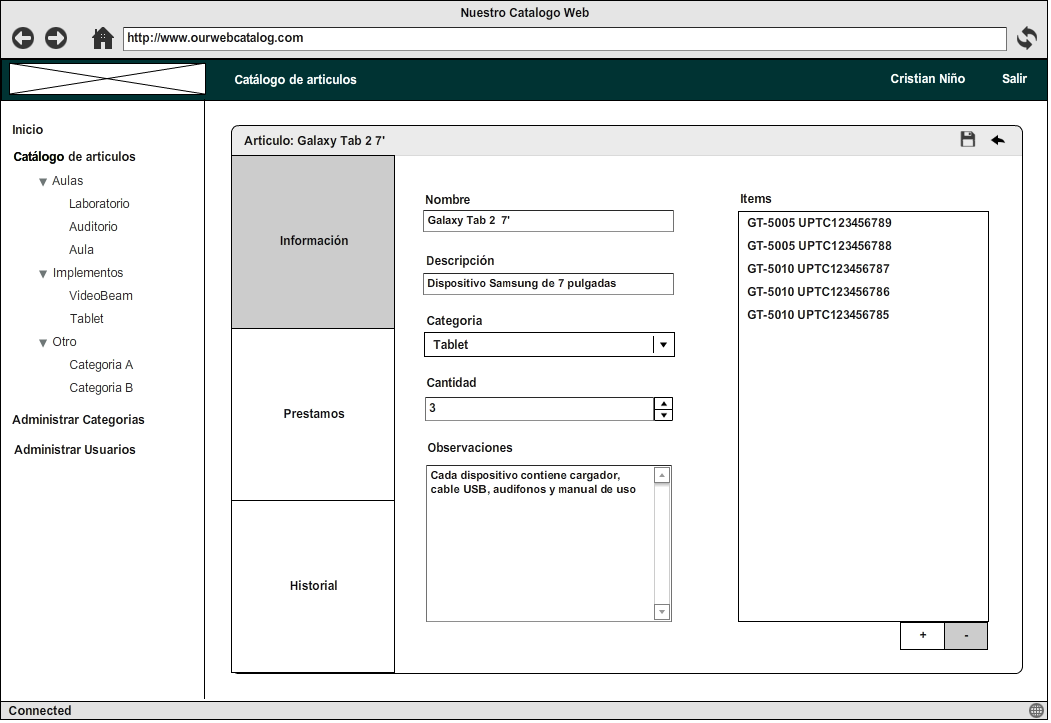 Nuestro Catalogo Web
http://www.ourwebcatalog.com
Catálogo de articulos
Cristian Niño
Salir
Inicio
Catálogo de articulos
Aulas
Laboratorio
Auditorio
Aula
Implementos
VideoBeam
Tablet
Otro
Categoria A
Categoria B
Administrar Categorias
Administrar Usuarios
Articulo: Galaxy Tab 2 7'
Información
Prestamos
Historial
Nombre
Galaxy Tab 2 7'
Descripción
Dispositivo Samsung de 7 pulgadas
Categoria
Tablet
Cantidad
3
Observaciones
Cada dispositivo contiene cargador,
cable USB, audifonos y manual de uso
Items
GT-5005 UPTC123456789
GT-5005 UPTC123456788
GT-5010 UPTC123456787
GT-5010 UPTC123456786
GT-5010 UPTC123456785
+
-
Connected